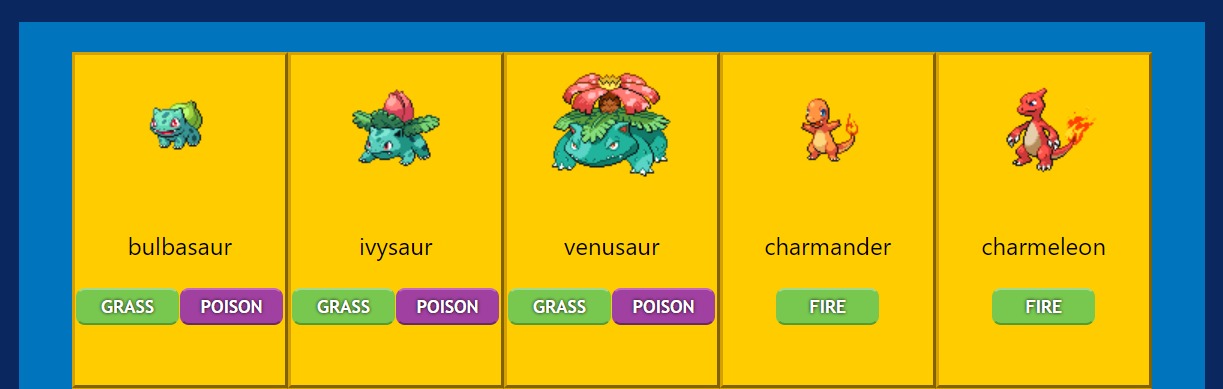 bulbasaur ivysaur venusaur charmander charmeleon
GRASS POISON GRASS POISON GRASS POISON FIRE FIRE